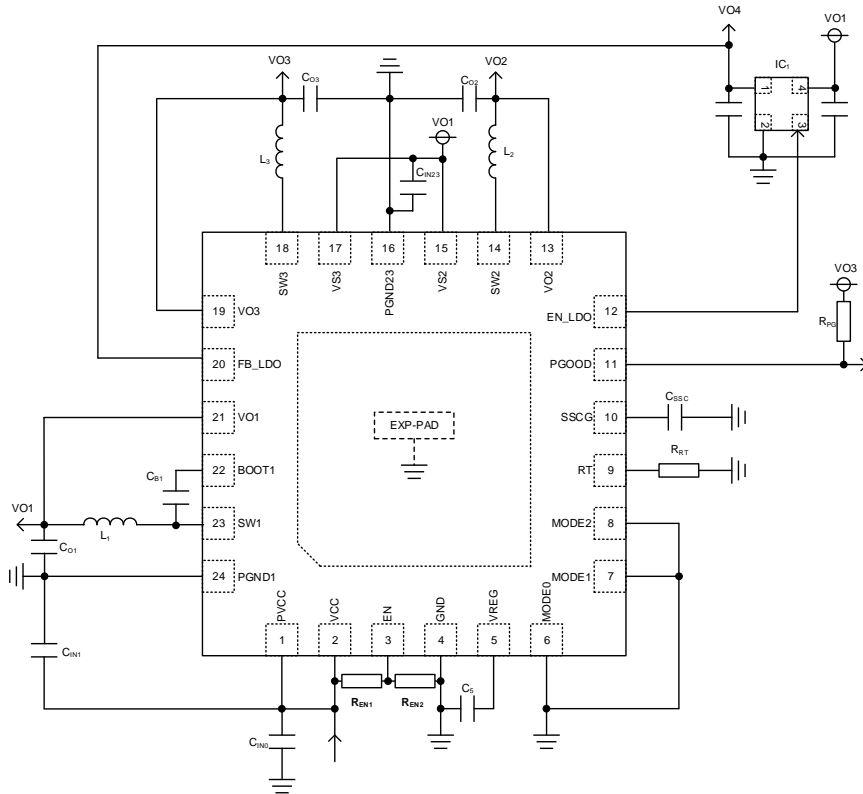 VO4
VO1
IC1
1
4
2
3
VO3
CO3
CO2
VO2
VO1
L3
L2
CIN23
18
17
16
15
14
13
SW3
VS3
PGND23
VS2
SW2
VO2
19
VO3
EN_LDO
12
VO3
RPG
20
FB_LDO
PGOOD
11
21
VO1
SSCG
10
CSSC
EXP-PAD
22
BOOT1
RT
9
RRT
CB1
VO1
L1
23
SW1
MODE2
8
CO1
24
PGND1
MODE1
7
PVCC
VCC
EN
GND
VREG
MODE0
1
2
3
4
5
6
CIN1
REN1
REN2
C5
CIN0